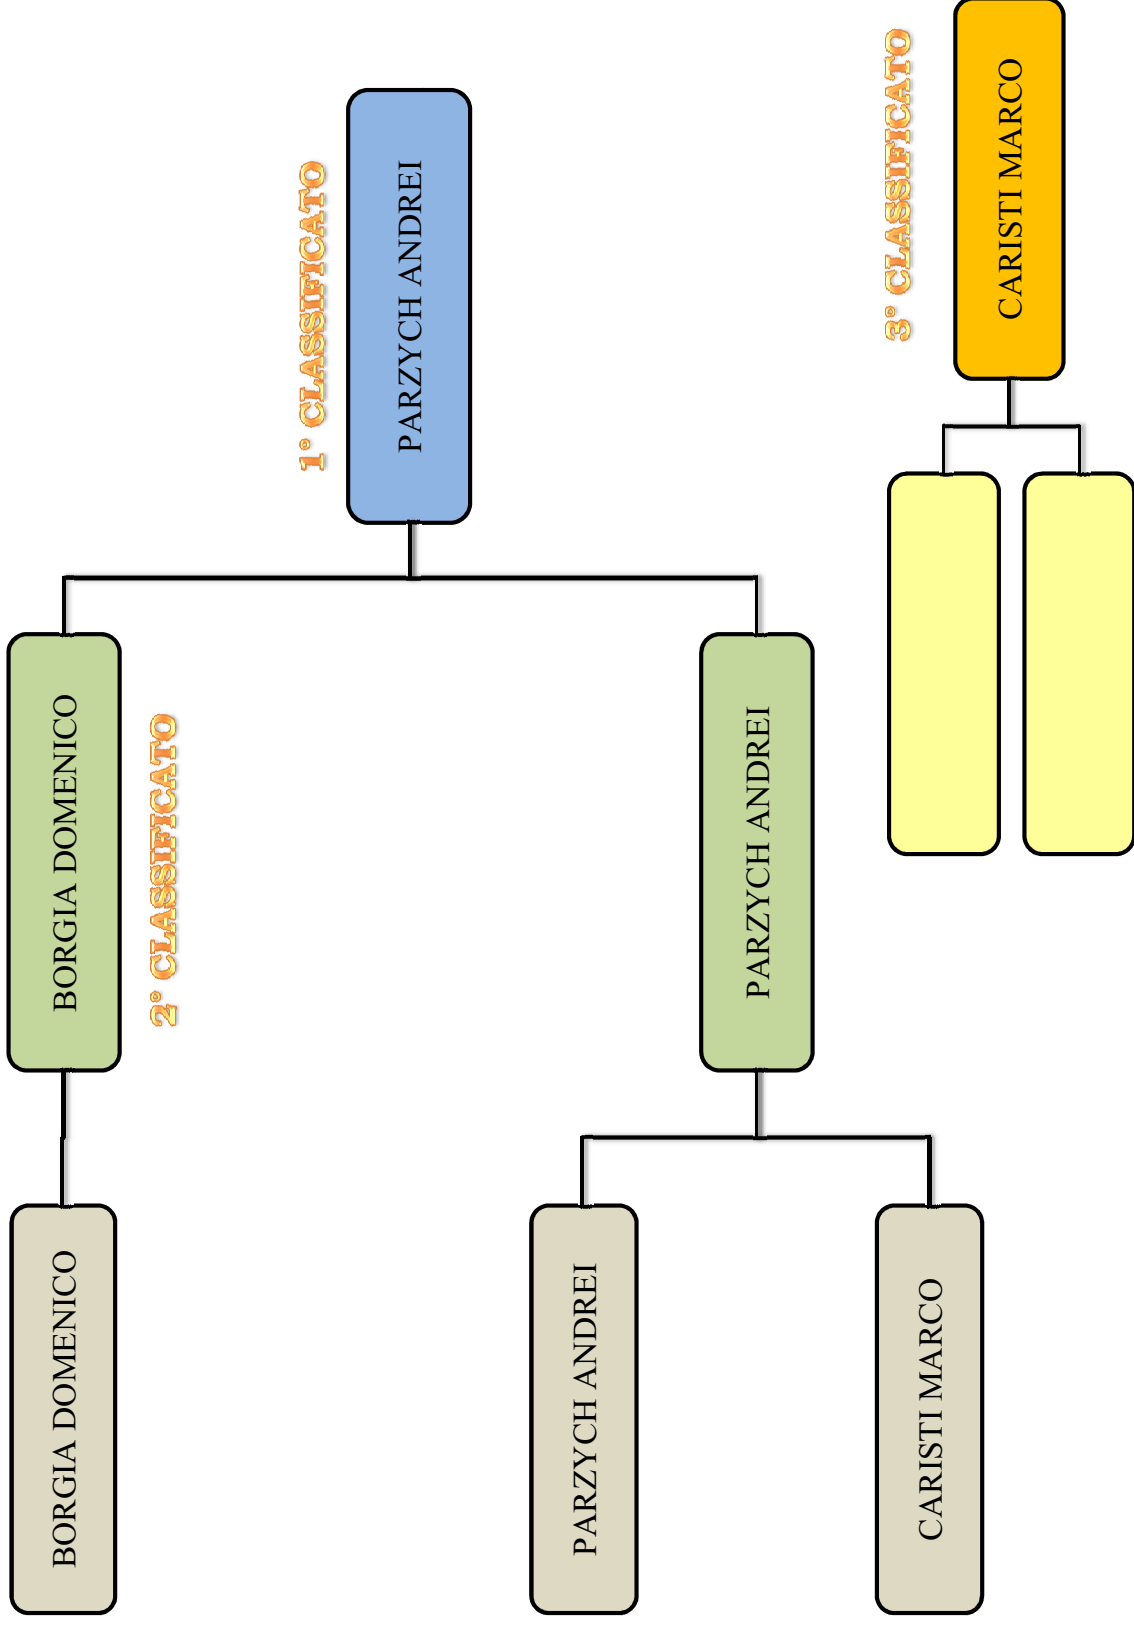 BORGIA DOMENICO
BORGIA DOMENICO
2° CLASSIFICATO
1° CLASSIFICATO
PARZYCH ANDREI
PARZYCH ANDREI
PARZYCH ANDREI
CARISTI MARCO
3° CLASSIFICATO
CARISTI MARCO